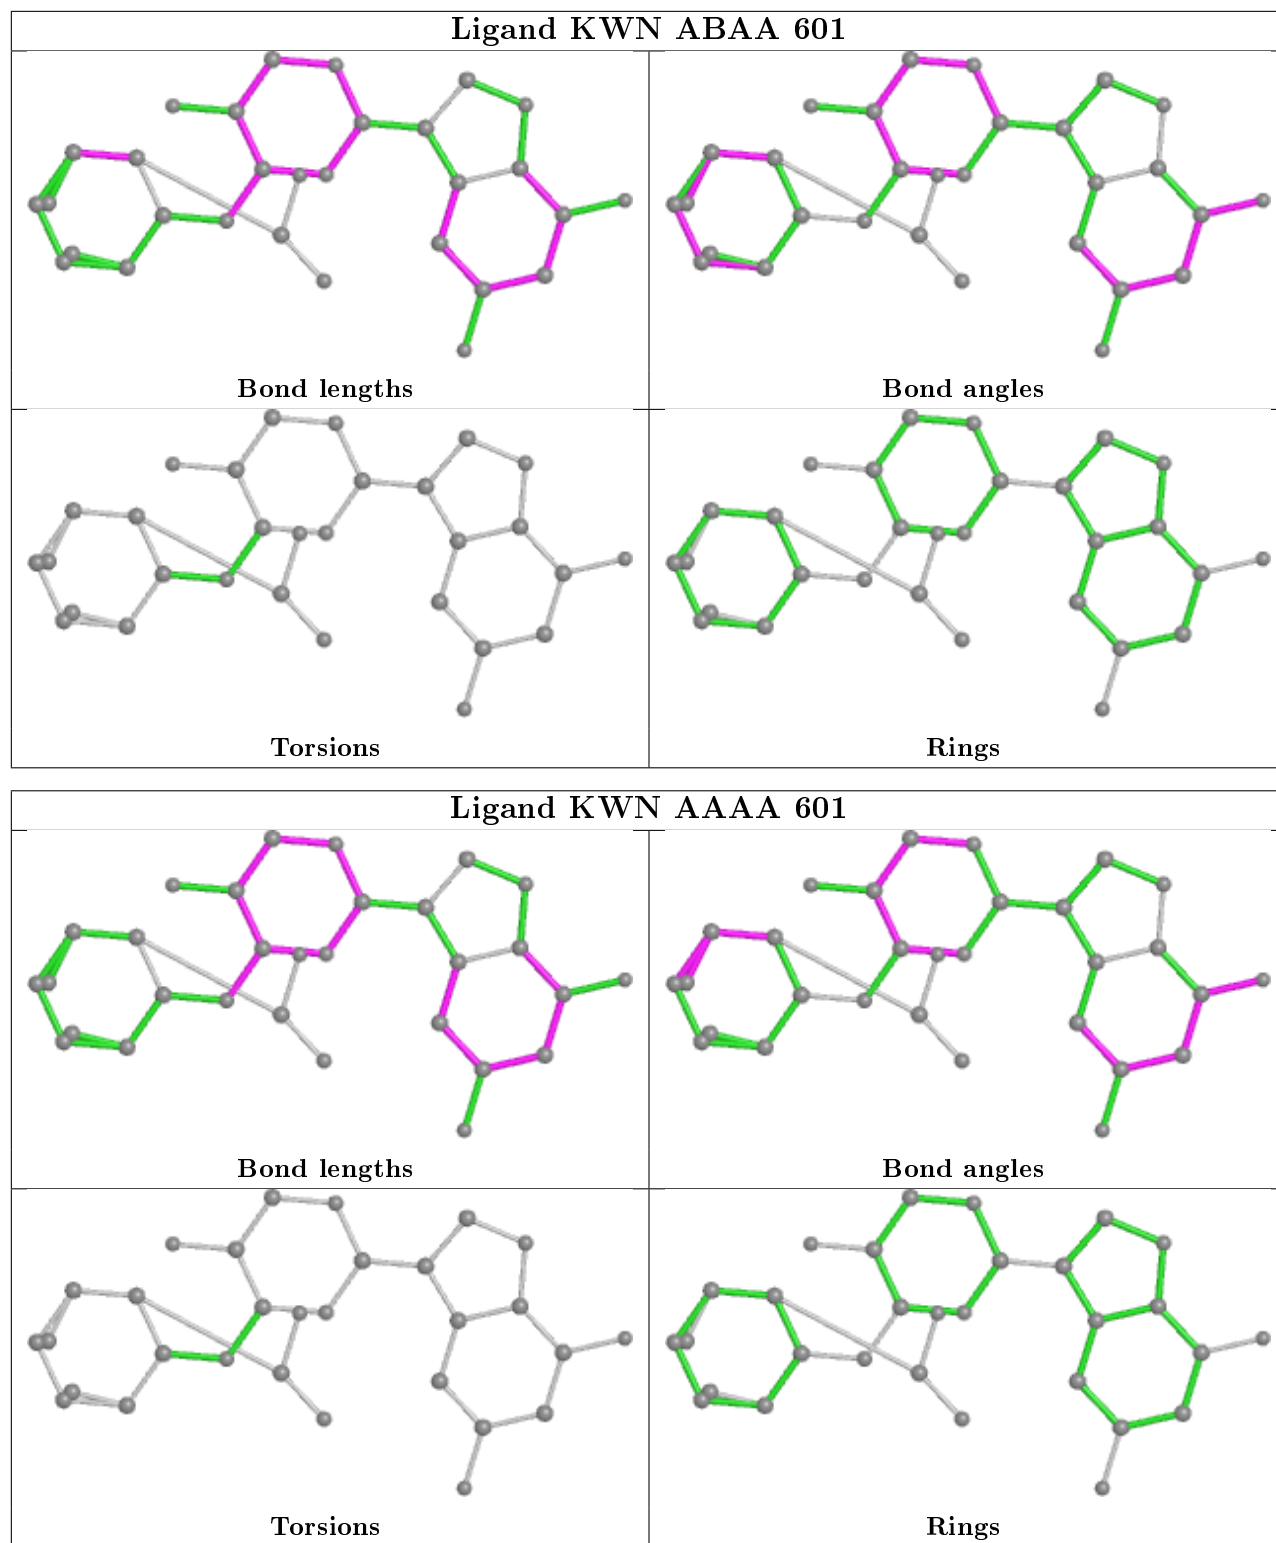 Ligand KWN ABAA 601
Bond lengths
Bond angles
Torsions
Rings
Ligand KWN AAAA 601
Bond lengths
Bond angles
Torsions
Rings